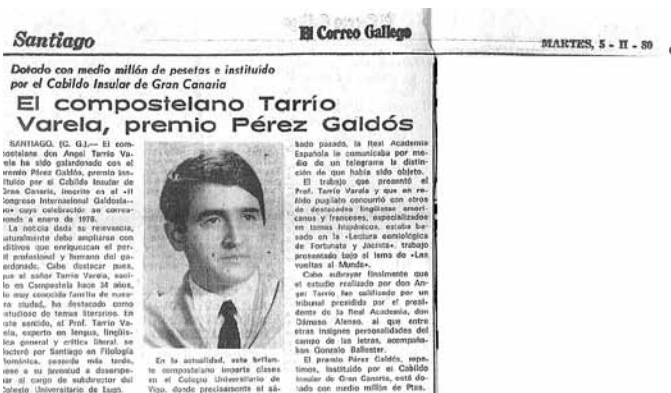 Santiago
El Correo Gallego
MARTES, 5 - II - 80
Dotado con medio millón de pesetas e instituido
por el Cabildo Insular de Gran Canaria
El compostelano Tarrío
Varela, premio Pérez Galdós
SANTIAGO. (C. G.).— El com-
postelano don Angel Tarrío Va-
rela ha sido galardonado con el
premio Pérez Galdós, premio ins-
tituido por el Cabildo Insular de
Gran Canaria, inscrito en el «II
Congreso Internacional Galdosia-
no» cuya celebración se corres-
ponde a enero de 1978.
La noticia dada su relevancia,
naturalmente debe ampliarse con
aditivos que enriquezcan el per-
fil profesional y humano del ga-
lardonado. Cabe destacar pues,
que el señor Tarrío Varela, naci-
do en Compostela hace 34 años,
de muy conocida familia de nues-
tra ciudad, ha destacado como
estudioso de temas literarios. En
este sentido, el Prof. Tarrío Va-
rela, experto en lengua, lingüís-
tica general y crítica literal, se
doctoró por Santiago en Filología
Románica, pasando más tarde,
pese a su juventud a desempe-
ñar el cargo de subdirector del
Colegio Universitario de Lugo.
En la actualidad, este brillan-
te compostelano imparte clases
en el Colegio Universitario de
Vigo, donde precisamente el sá-
bado pasado, la Real Academia
Española le comunicaba por me-
dio de un telegrama la distin-
ción de que había sido objeto.
El trabajo que presentó el
Prof. Tarrío Varela y que en re-
ñido pugilato concurrió con otros
de destacados lingüistas ameri-
canos y franceses, especializados
en temas hispánicos, estaba ba-
sado en la «Lectura semiológica
de Fortunata y Jacinta», trabajo
presentado bajo el lema de «Las
vueltas al Mundo».
Cabe subrayar finalmente que
el estudio realizado por don An-
gel Tarrío fue calificado por un
tribunal presidido por el presi-
dente de la Real Academia, don
Dámaso Alonso, al que entre
otras insignes personalidades del
campo de las letras, acompaña-
ban Gonzalo Ballester.
El premio Pérez Galdós, repe-
timos, instituido por el Cabildo
Insular de Gran Canaria, está do-
tado con medio millón de Ptas.